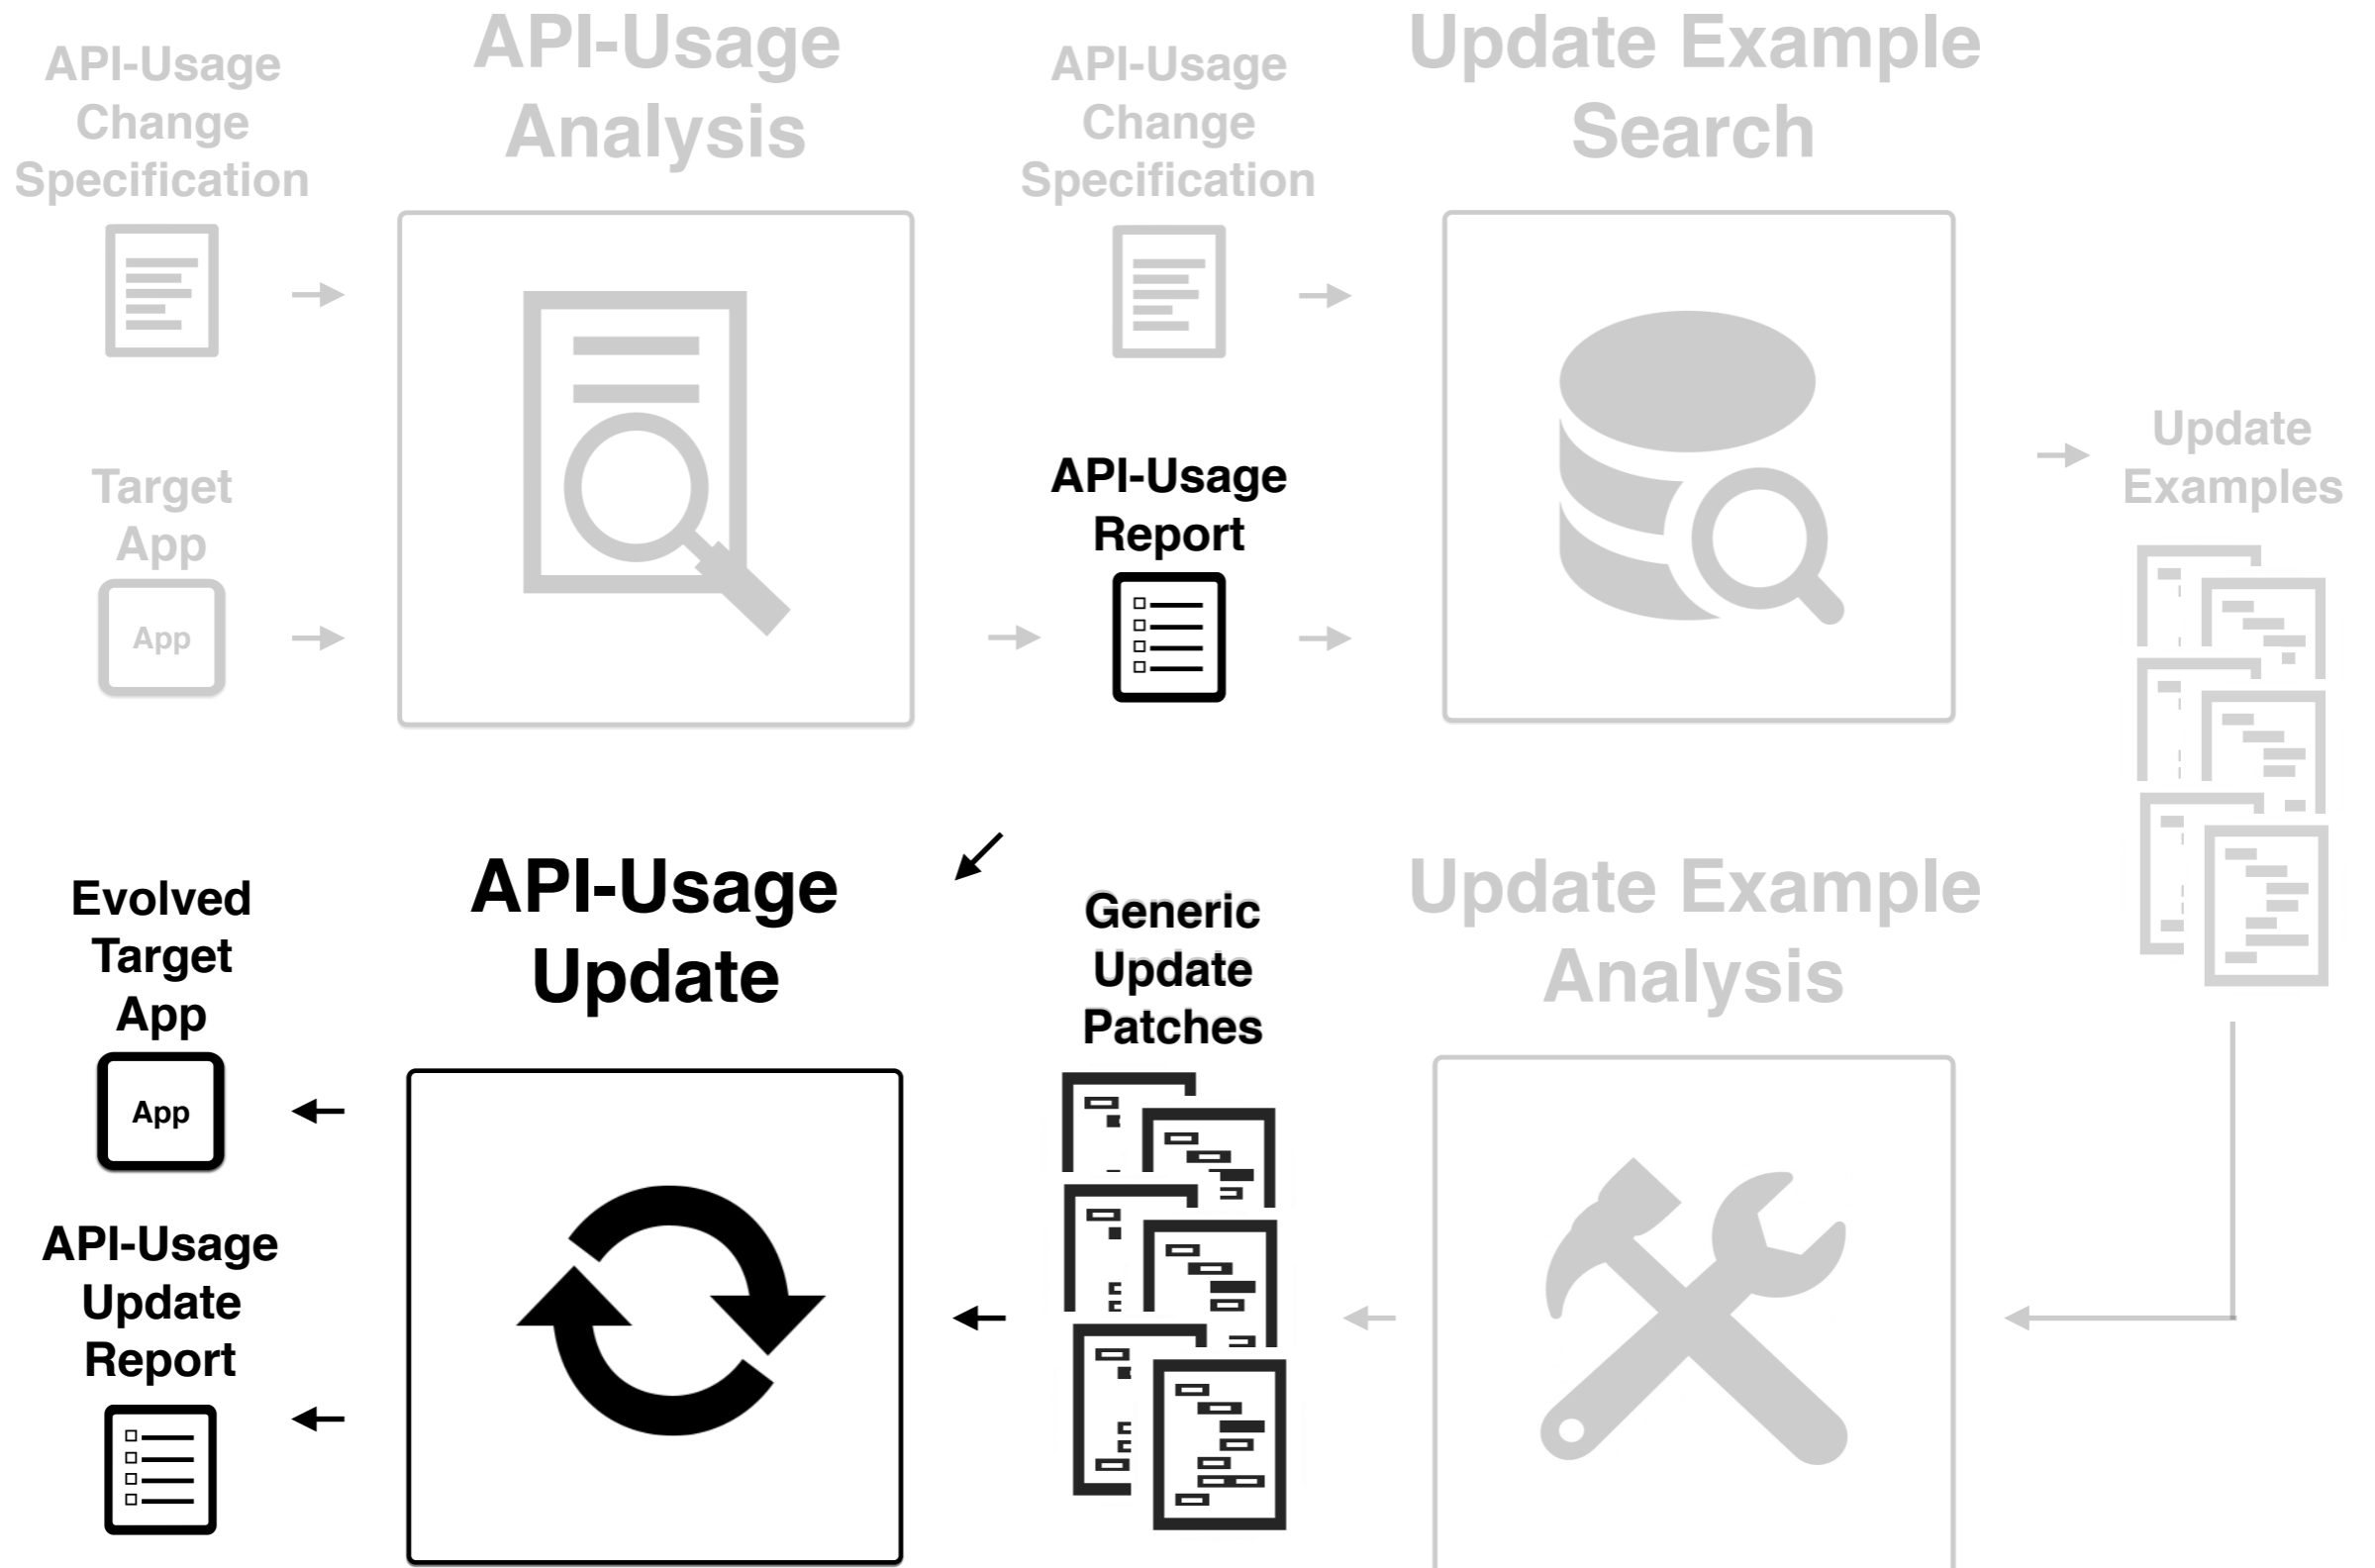 API-Usage
Change
Specification
API-Usage
Analysis
API-Usage
Change
Specification
Update Example
Search
Target
App
App
API-Usage
Report
Update
Examples
Evolved
Target
App
App
API-Usage
Update
Generic
Update
Patches
Update Example
Analysis
API-Usage
Update
Report